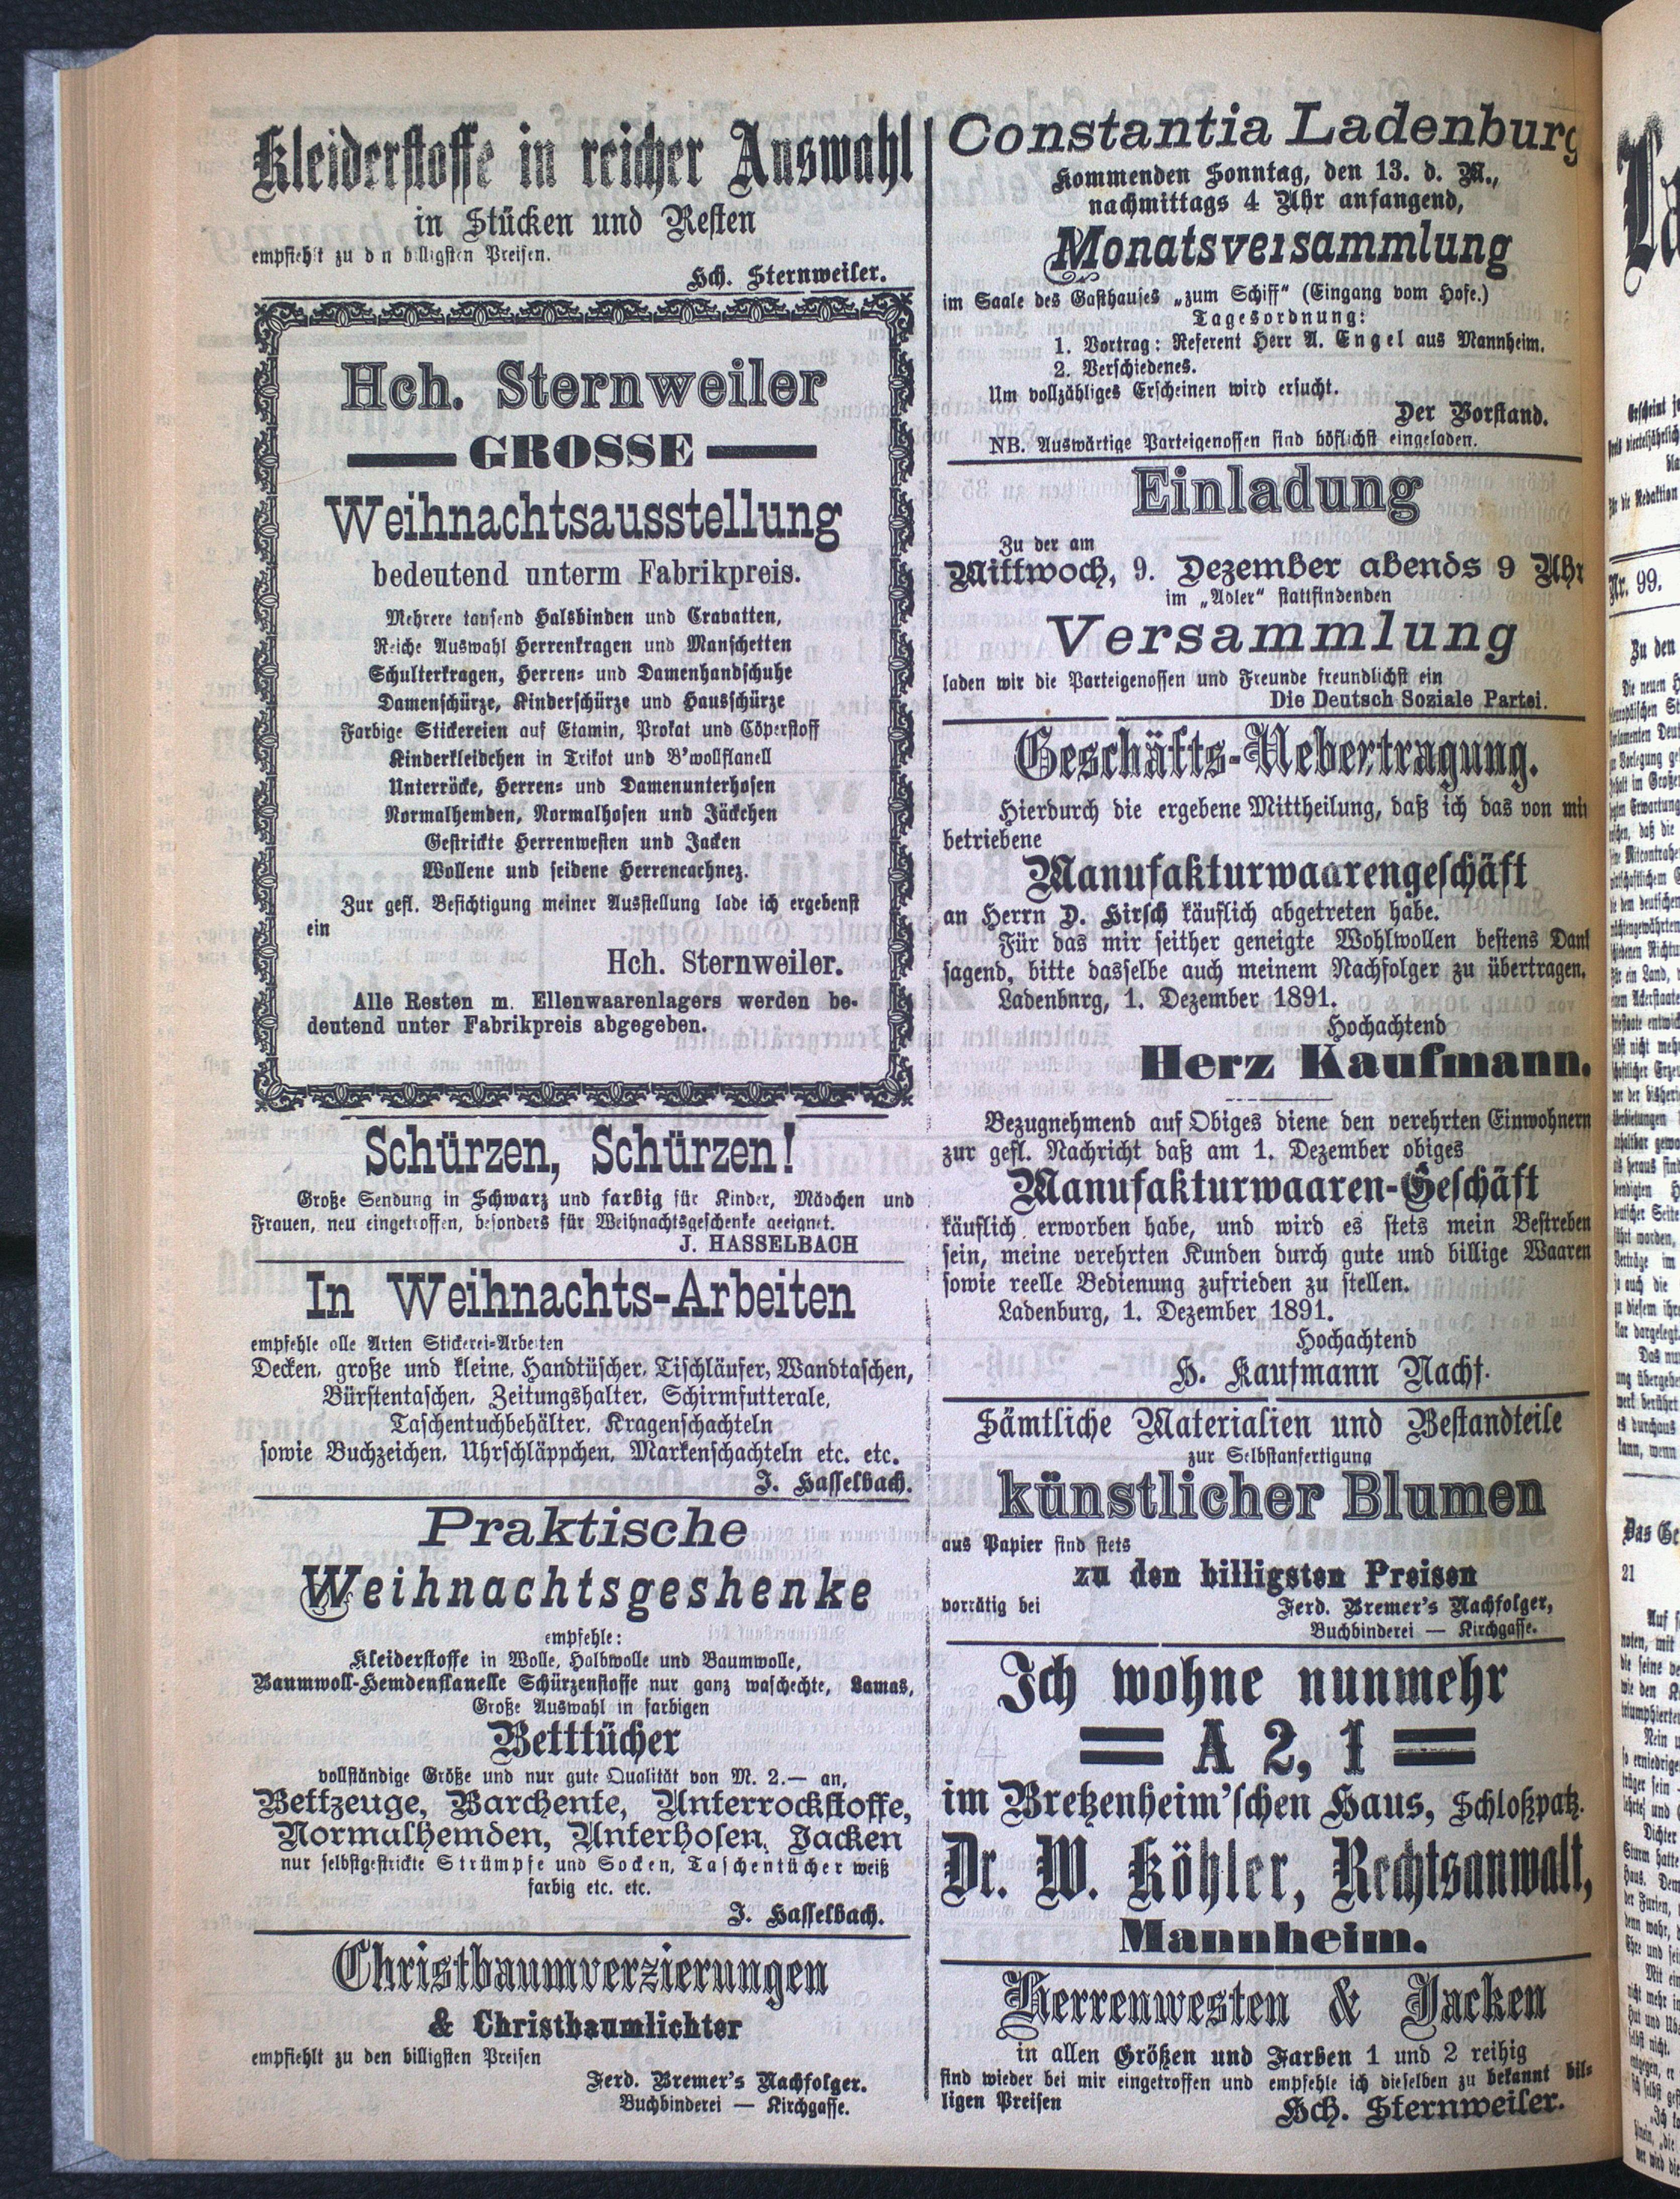 Kleiderstoffe in reicher Auswahl
in Stücken und Resten
empfiehlt zu d n billigsten Preisen.
Hch. Sternweiler.
Hch. Sternweiler
GROSSE
Weihnachtsausstellung
bedeutend unterm Fabrikpreis.
Mehrere tausend Halsbinden und Cravatten,
Reiche Auswahl Herrenkragen und Manschetten
Schulterkragen, Herren- und Damenhandschuhe
Damenschürze, Kinderschürze und Hausschürze
Farbige Stickereien auf Etamin, Prokat und Cöperstoff
Kinderkleidchen in Trikot und B'wollflanell
Unterröcke, Herren- und Damenunterhosen
Normalhemden, Normalhosen und Jäckchen
Gestrickte Herrenwesten und Jacken
Wollene und seidene Herrencachnez.
Zur gefl. Besichtigung meiner Ausstellung lade ich ergebenst
ein
Hch. Sternweiler.
Alle Resten m. Ellenwaarenlagers werden be-
deutend unter Fabrikpreis abgegeben.
Schürzen, Schürzen!
Große Sendung in Schwarz und farbig für Kinder, Mädchen und
Frauen, neu eingetroffen, besonders für Weihnachtsgeschenke geeignet.
J. HASSELBACH
In Weihnachts-Arbeiten
empfehle alle Arten Stickerei-Arbeiten
Decken, große und kleine, Handtüscher, Tischläufer, Wandtaschen,
Bürstentaschen, Zeitungshalter, Schirmfutterale,
Taschentuchbehälter, Kragenschachteln
sowie Buchzeichen, Uhrschläppchen, Markenschachteln etc. etc.
J. Hasselbach.
Praktische
Weihnachtsgeshenke
empfehle:
Kleiderstoffe in Wolle, Halbwolle und Baumwolle,
Baumwoll-Hemdenflanelle Schürzenstoffe nur ganz waschechte, Lamas,
Große Auswahl in farbigen
Betttücher
vollständige Größe und nur gute Qualität von M. 2.— an,
Bettzeuge, Barchente, Unterrockstoffe,
Normalhemden, Unterhosen, Jacken
nur selbstgestrickte Strümpfe und Socken, Taschentücher weiß
farbig etc. etc.
J. Hasselbach.
Christbaumverzierungen
& Christbaumlichter
empfiehlt zu den billigsten Preisen
Ferd. Bremer's Nachfolger.
Buchbinderei — Kirchgasse.
Constantia Ladenburg
Kommenden Sonntag, den 13. d. M.,
nachmittags 4 Uhr anfangend,
Monatsversammlung
im Saale des Gasthauses „zum Schiff“ (Eingang vom Hofe.)
Tagesordnung:
1. Vortrag: Referent Herr A. Engel aus Mannheim.
2. Verschiedenes.
Um vollzähliges Erscheinen wird ersucht.
Der Vorstand.
NB. Auswärtige Parteigenossen sind höflichst eingeladen.
Einladung
Zu der am
Mittwoch, 9. Dezember abends 9 Uhr
im „Adler“ stattfindenden
Versammlung
laden wir die Parteigenossen und Freunde freundlichst ein
Die Deutsch Soziale Partei.
Geschäfts-Uebertragung.
Hierdurch die ergebene Mittheilung, daß ich das von mir
betriebene
Manufakturwaarengeschäft
an Herrn D. Hirsch käuflich abgetreten habe.
Für das mir seither geneigte Wohlwollen bestens Dank
sagend, bitte dasselbe auch meinem Nachfolger zu übertragen.
Ladenbnrg, 1. Dezember 1891.
Hochachtend
Herz Kaufmann.
Bezugnehmend auf Obiges diene den verehrten Einwohnern
zur gefl. Nachricht daß am 1. Dezember obiges
Manufakturwaaren-Geschäft
käuflich erworben habe, und wird es stets mein Bestreben
sein, meine verehrten Kunden durch gute und billige Waaren
sowie reelle Bedienung zufrieden zu stellen.
Ladenburg, 1. Dezember 1891.
Hochachtend
H. Kaufmann Nachf.
Sämtliche Materialien und Bestandteile
zur Selbstanfertigung
künstlicher Blumen
aus Papier sind stets
zu den billigsten Preisen
vorrätig bei
Ferd. Bremer's Nachfolger,
Buchbinderei — Kirchgasse.
Ich wohne nunmehr
A 2, 1
im Bretzenheim'schen Haus, Schloßpatz.
Dr. W. Köhler, Rechtsanwalt,
Mannheim.
Herrenwesten & Jacken
in allen Größen und Farben 1 und 2 reihig
sind wieder bei mir eingetroffen und empfehle ich dieselben zu bekannt bil-
ligen Preisen
Hch. Sternweiler.
Nr. 99.
Zu den